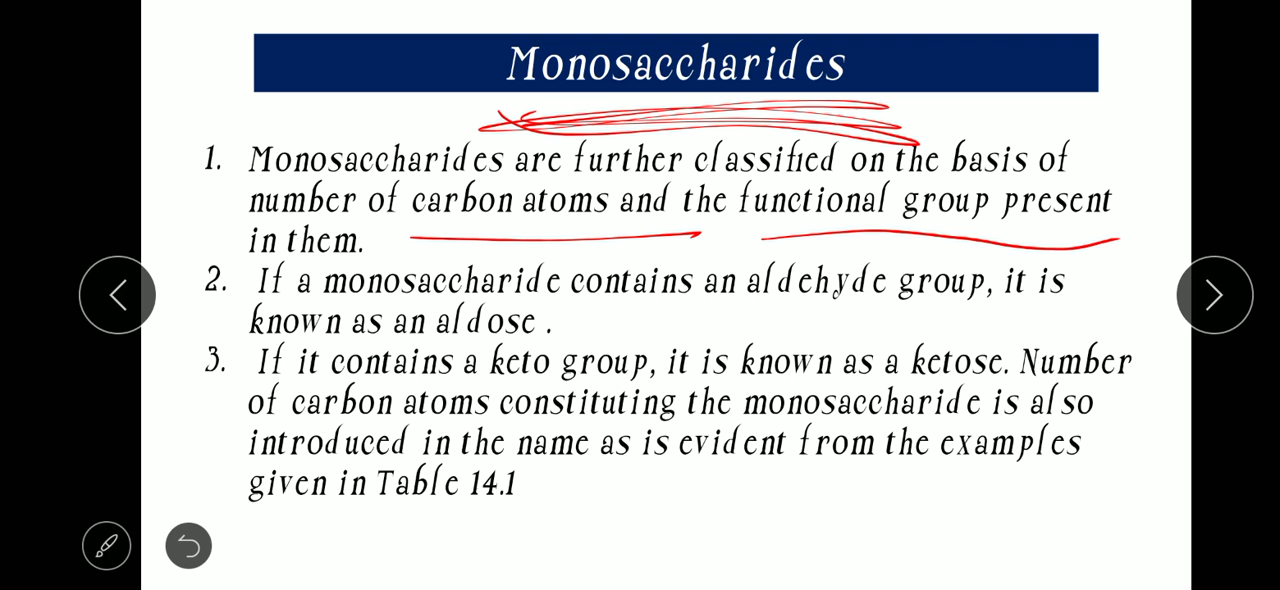 Monosaccharides
1. Monosaccharides are further classified on the basis of
number of carbon atoms and the functional group present
in them.
2. If a monosaccharide contains an aldehyde group, it is
known as an aldose .
3. If it contains a keto group, it is known as a ketose. Number
of carbon atoms constituting the monosaccharide is also
introduced in the name as is evident from the examples
given in Table 14.1